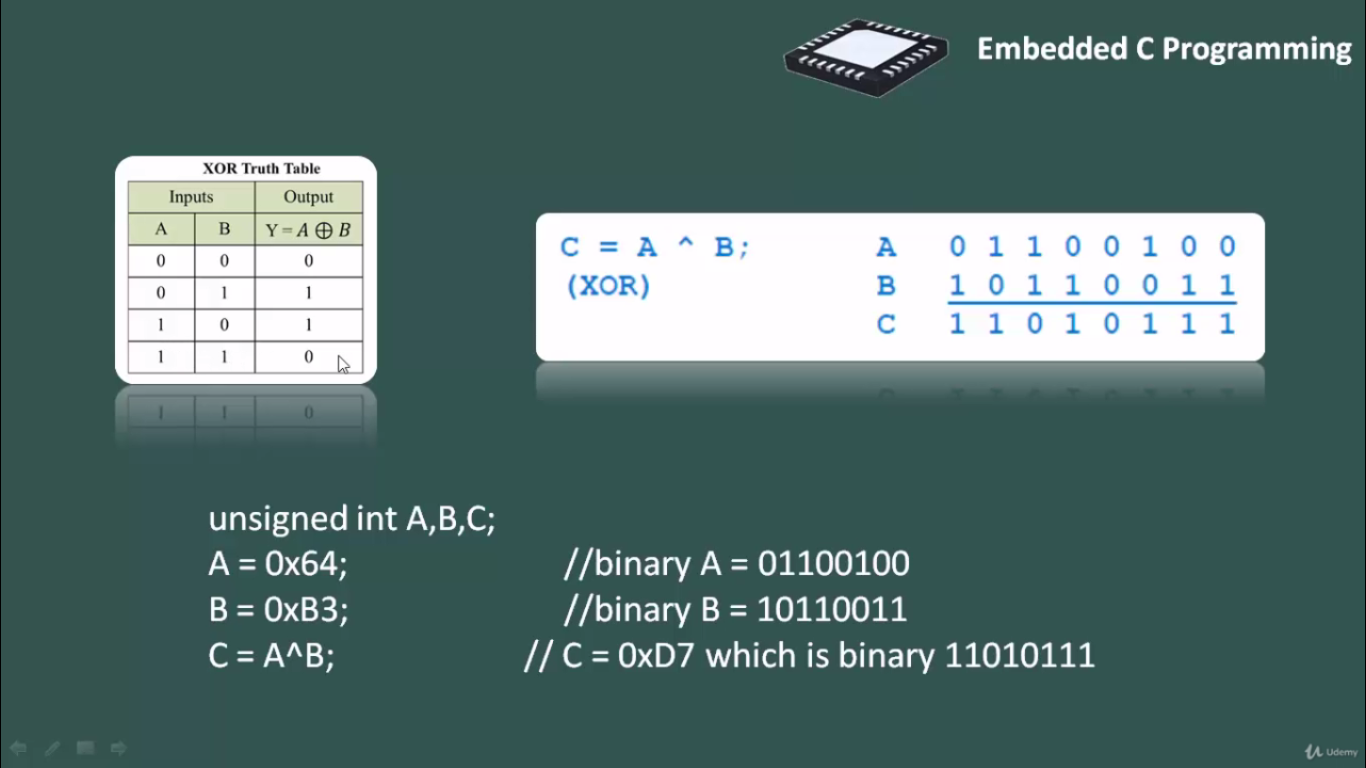 Embedded C Programming
XOR Truth Table
Inputs Output
A B Y = A ⊕ B
0 0 0
0 1 1
1 0 1
1 1 0
C = A ^ B; A 0 1 1 0 0 1 0 0
(XOR) B 1 0 1 1 0 0 1 1
C 1 1 0 1 0 1 1 1
unsigned int A,B,C;
A = 0x64; //binary A = 01100100
B = 0xB3; //binary B = 10110011
C = A^B; // C = 0xD7 which is binary 11010111
Udemy